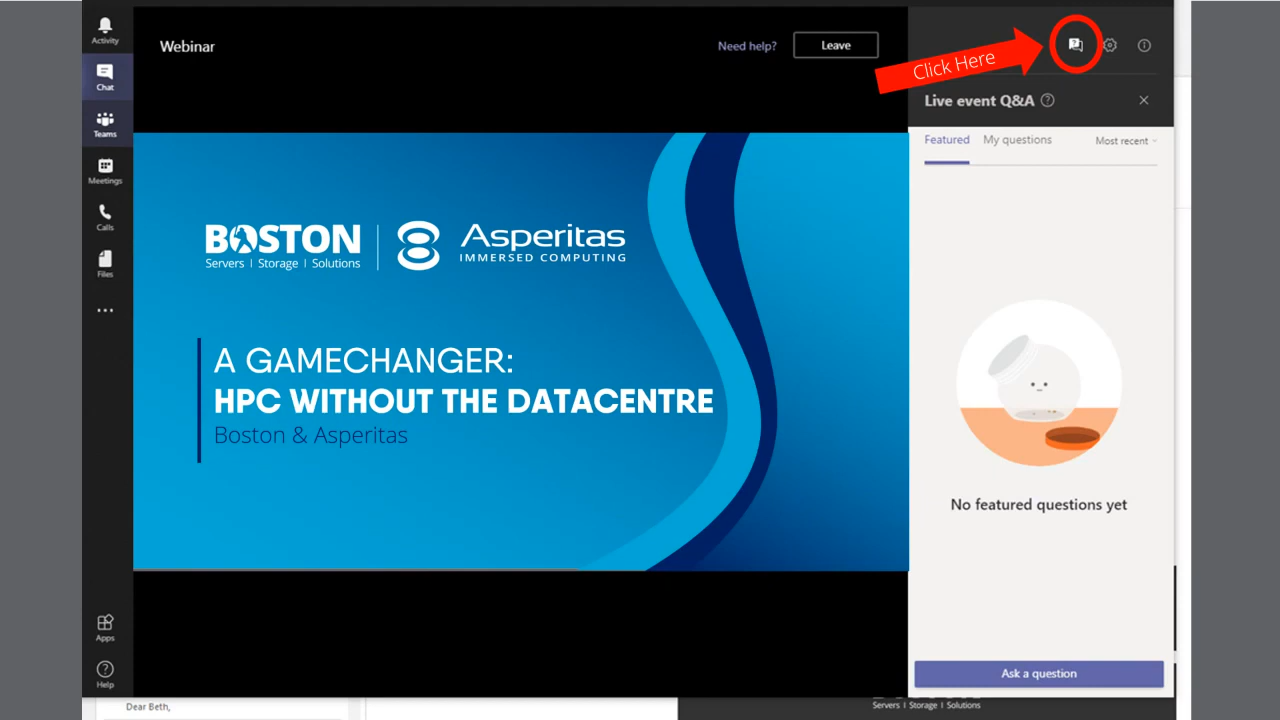 Activity
Chat
Teams
Meetings
Calls
Files
Apps
Help
Webinar
Need help?
Leave
Click Here
Live event Q&A
Featured
My questions
Most recent
BOSTON
Servers | Storage | Solutions
Asperitas
IMMERSED COMPUTING
A GAMECHANGER:
HPC WITHOUT THE DATACENTRE
Boston & Asperitas
No featured questions yet
Ask a question
Dear Beth,
Servers | Storage | Solutions